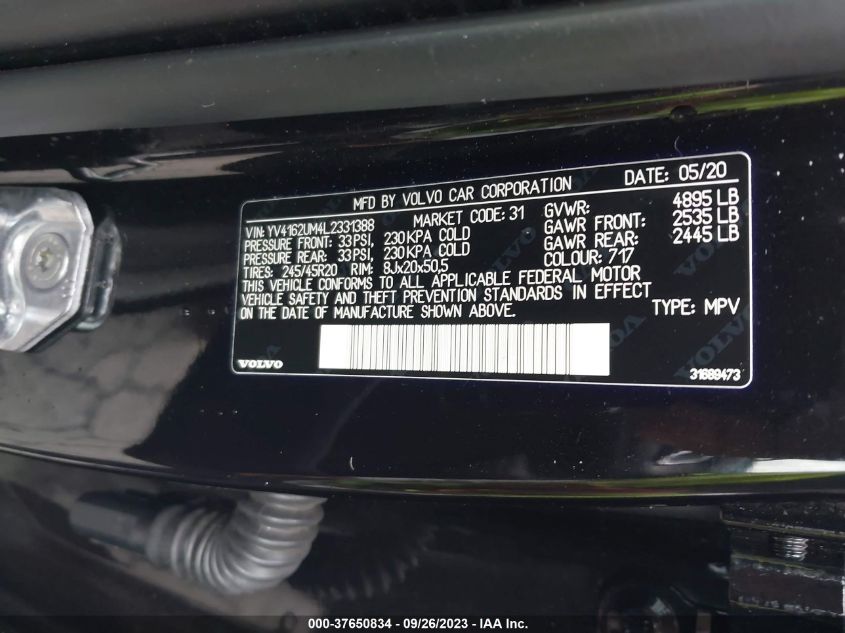 MFD BY VOLVO CAR CORPORATION DATE: 05/20
VIN: YV4162UM4L2331388 MARKET CODE: 31 GVWR: 4895 LB
PRESSURE FRONT: 33PSI, 230KPA COLD GAWR FRONT: 2535 LB
PRESSURE REAR: 33PSI, 230KPA COLD GAWR REAR: 2445 LB
TIRES: 245/45R20 RIM: 8Jx20x50,5 COLOUR: 717
THIS VEHICLE CONFORMS TO ALL APPLICABLE FEDERAL MOTOR
VEHICLE SAFETY AND THEFT PREVENTION STANDARDS IN EFFECT
ON THE DATE OF MANUFACTURE SHOWN ABOVE. TYPE: MPV
VOLVO 31689473
000-37650834 / 09/26/2023 - IAA Inc.